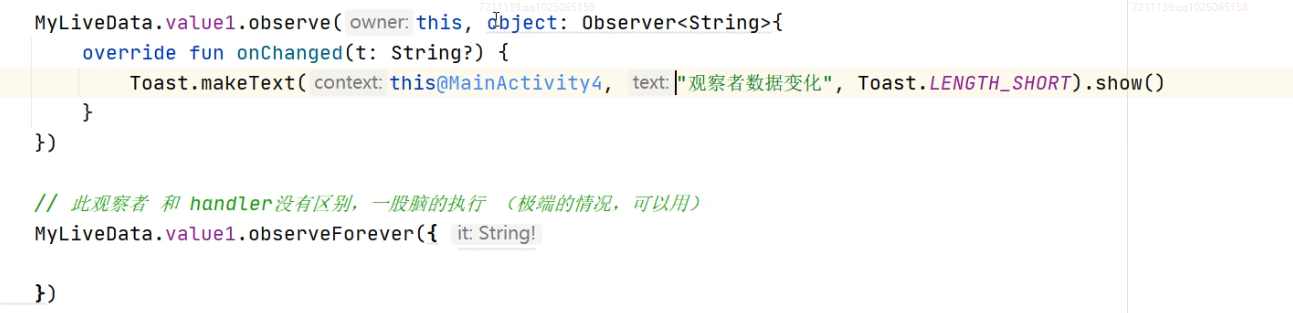 7211139:qq1025065158 7211139:qq1025065158
MyLiveData.value1.observe( owner: this, object: Observer<String>{
override fun onChanged(t: String?) {
Toast.makeText( context: this@MainActivity4, text: "观察者数据变化", Toast.LENGTH_SHORT).show()
}
})
// 此观察者 和 handler没有区别，一股脑的执行 （极端的情况，可以用）
MyLiveData.value1.observeForever({ it: String!
})